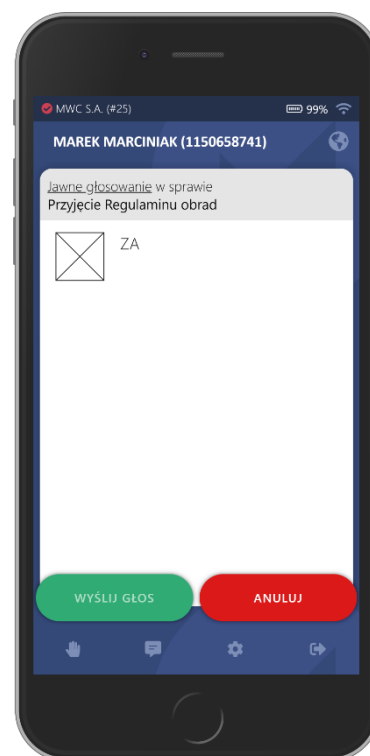 MWC S.A. (#25) 99%
MAREK MARCINIAK (1150658741)
Jawne głosowanie w sprawie
Przyjęcie Regulaminu obrad
ZA
WYŚLIJ GŁOS ANULUJ